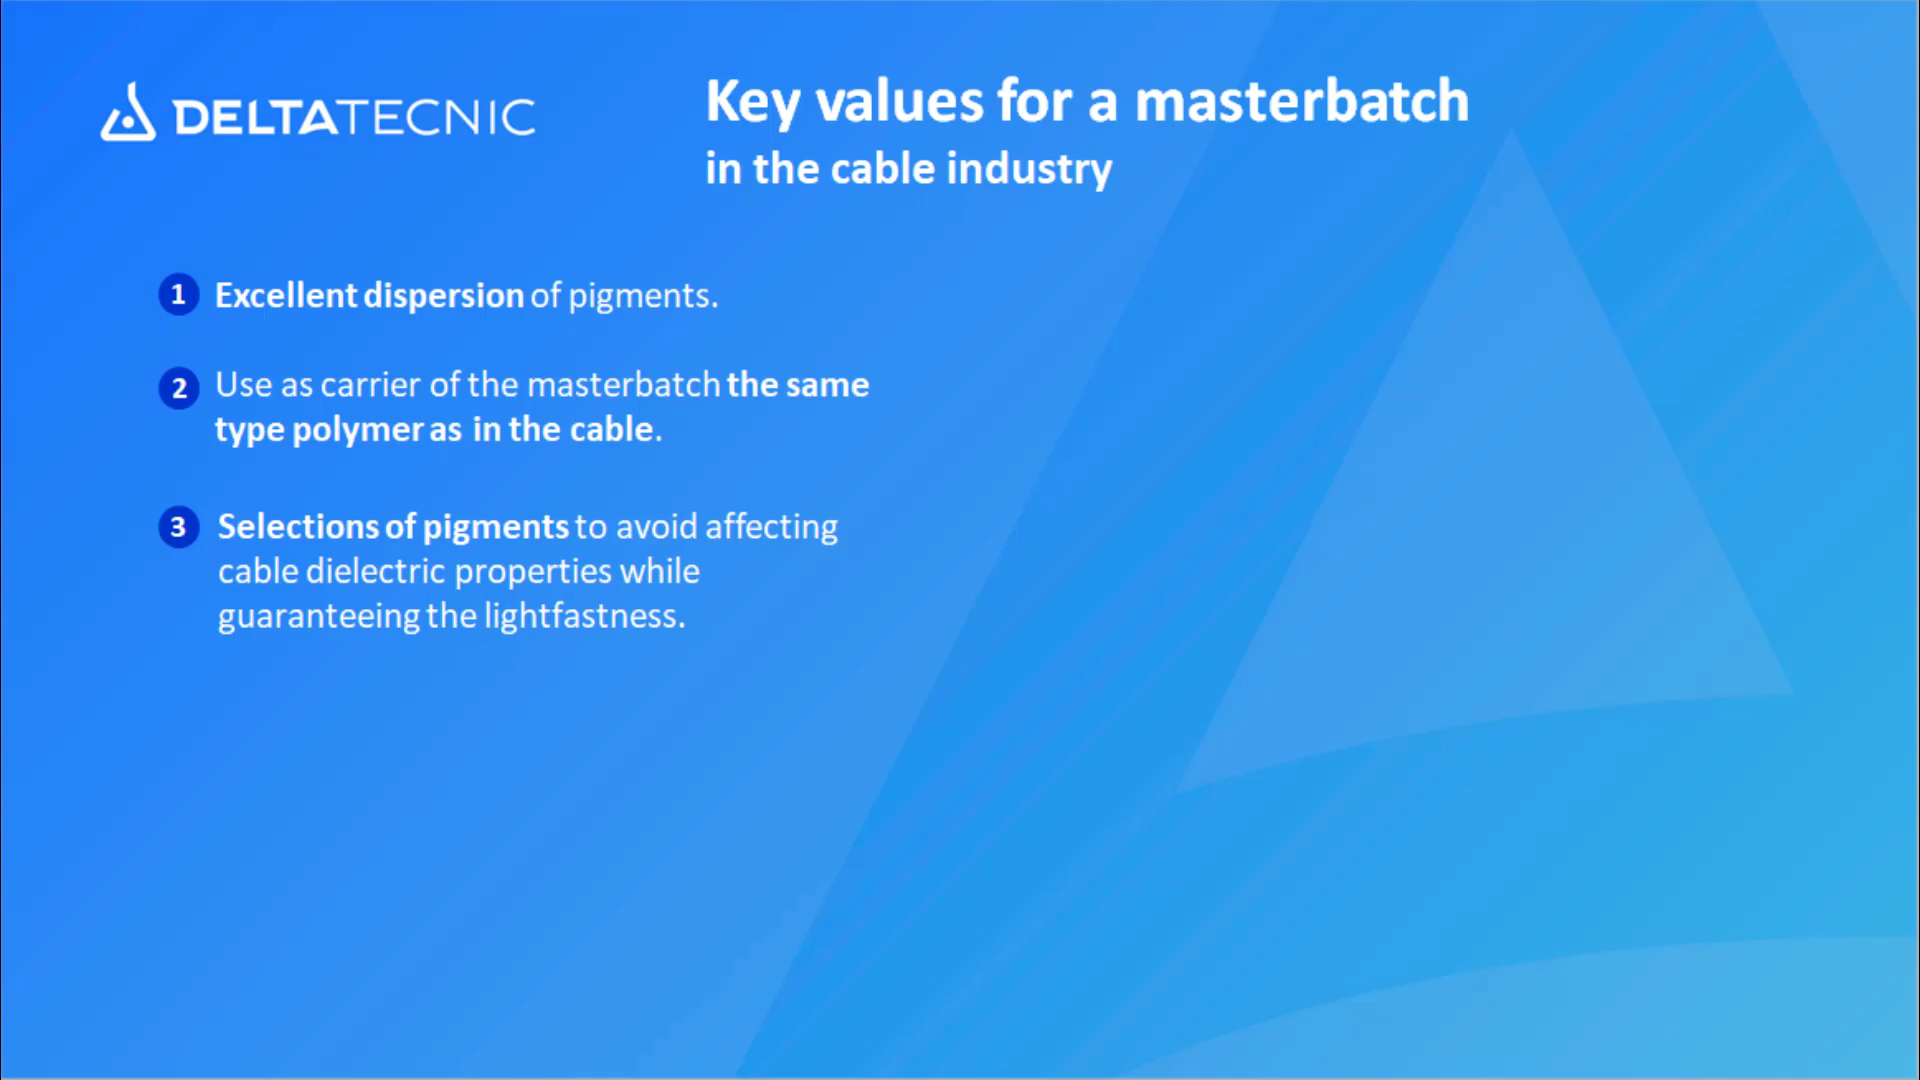 DELTATECNIC
Key values for a masterbatch
in the cable industry
1 Excellent dispersion of pigments.
2 Use as carrier of the masterbatch the same
type polymer as in the cable.
3 Selections of pigments to avoid affecting
cable dielectric properties while
guaranteeing the lightfastness.